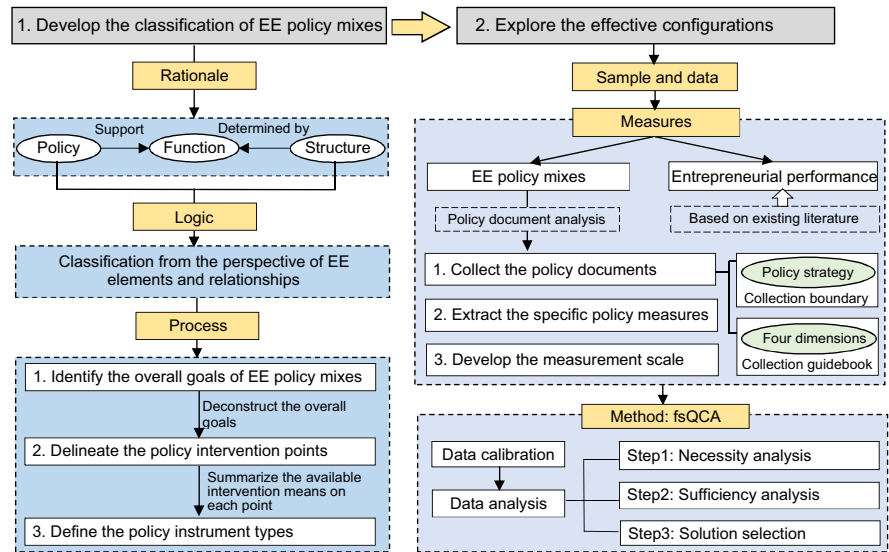 1. Develop the classification of EE policy mixes
Rationale
Support
Determined by
Policy
Function
Structure
Logic
Classification from the perspective of EE
elements and relationships
Process
1. Identify the overall goals of EE policy mixes
Deconstruct the overall
goals
2. Delineate the policy intervention points
Summarize the available
intervention means on
each point
3. Define the policy instrument types
2. Explore the effective configurations
Sample and data
Measures
EE policy mixes
Entrepreneurial performance
Policy document analysis
Based on existing literature
1. Collect the policy documents
Policy strategy
Collection boundary
2. Extract the specific policy measures
Four dimensions
Collection guidebook
3. Develop the measurement scale
Method: fsQCA
Data calibration
Data analysis
Step1: Necessity analysis
Step2: Sufficiency analysis
Step3: Solution selection